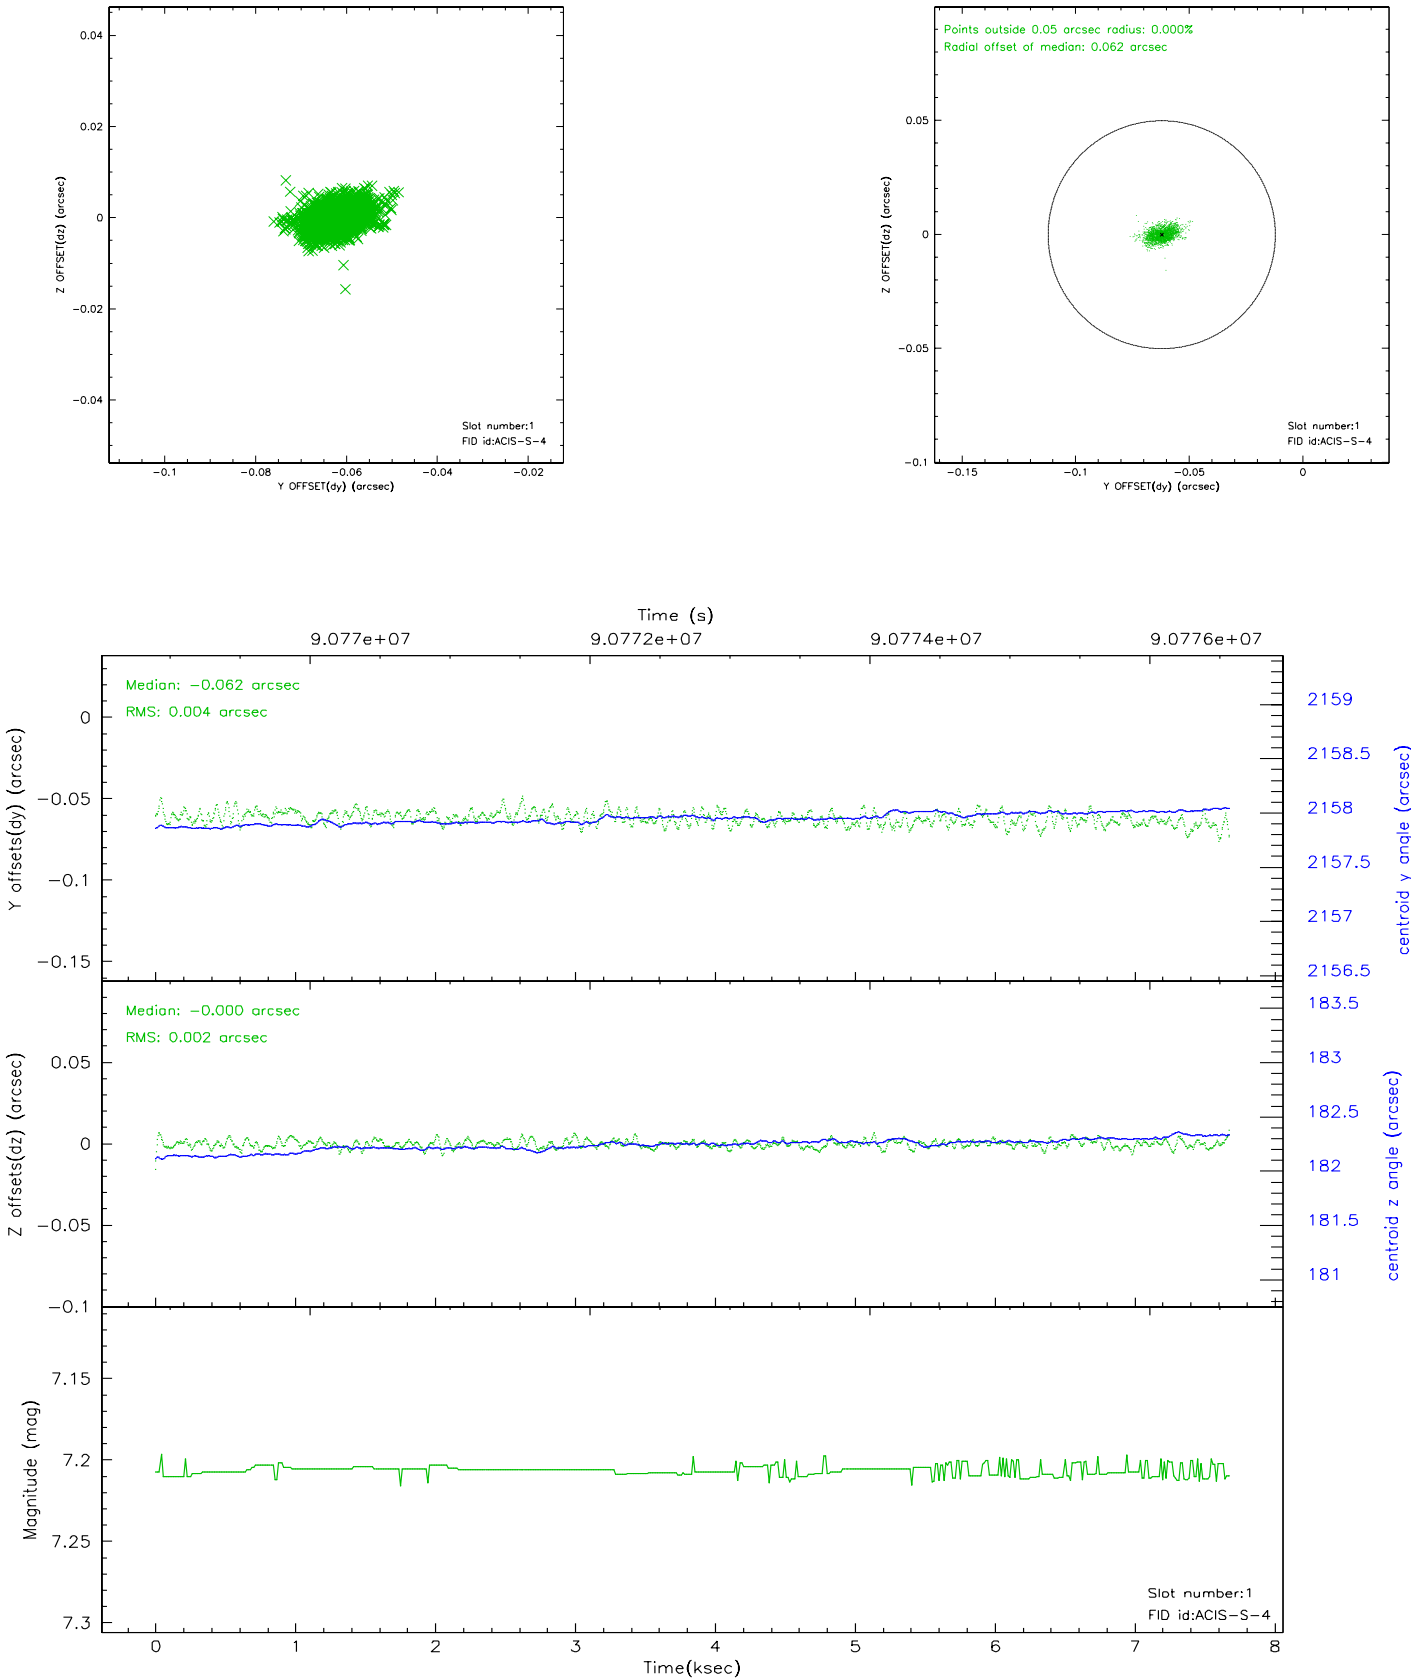 0.04
0.02
0
−0.02
−0.04
Z OFFSET(dz) (arcsec)
Slot number:1
FID id:ACIS−S−4
−0.1
−0.08
−0.06
−0.04
−0.02
Y OFFSET(dy) (arcsec)
Points outside 0.05 arcsec radius: 0.000%
Radial offset of median: 0.062 arcsec
0.05
0
−0.05
−0.1
Z OFFSET(dz) (arcsec)
Slot number:1
FID id:ACIS−S−4
−0.15
−0.1
−0.05
0
Y OFFSET(dy) (arcsec)
Time (s)
9.077e+07
9.0772e+07
9.0774e+07
9.0776e+07
Median: −0.062 arcsec
RMS: 0.004 arcsec
0
−0.05
−0.1
−0.15
Y offsets(dy) (arcsec)
2159
2158.5
2158
2157.5
2157
2156.5
centroid y angle (arcsec)
Median: −0.000 arcsec
RMS: 0.002 arcsec
0.05
0
−0.05
−0.1
Z offsets(dz) (arcsec)
183.5
183
182.5
182
181.5
181
centroid z angle (arcsec)
7.15
7.2
7.25
7.3
Magnitude (mag)
Slot number:1
FID id:ACIS−S−4
0
1
2
3
4
5
6
7
8
Time(ksec)